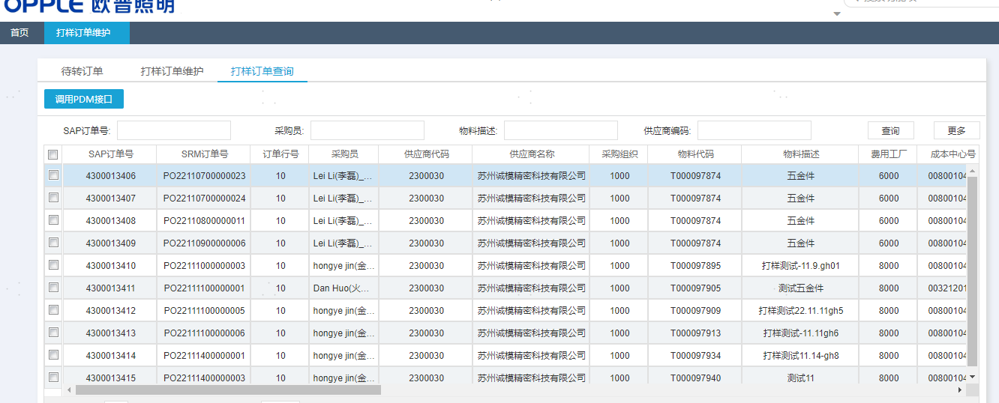 OPPLE 欧普照明
首页 打样订单维护
待转订单 打样订单维护 打样订单查询
调用PDM接口
SAP订单号: 采购员: 物料描述: 供应商编码: 查询 更多
SAP订单号 SRM订单号 订单行号 采购员 供应商代码 供应商名称 采购组织 物料代码 物料描述 费用工厂 成本中心号
4300013406 PO22110700000023 10 Lei Li(李磊)_... 2300030 苏州诚模精密科技有限公司 1000 T000097874 五金件 6000 00800104
4300013407 PO22110700000024 10 Lei Li(李磊)_... 2300030 苏州诚模精密科技有限公司 1000 T000097874 五金件 6000 00800104
4300013408 PO22110800000011 10 Lei Li(李磊)_... 2300030 苏州诚模精密科技有限公司 1000 T000097874 五金件 6000 00800104
4300013409 PO22110900000006 10 Lei Li(李磊)_... 2300030 苏州诚模精密科技有限公司 1000 T000097874 五金件 6000 00800104
4300013410 PO22111000000003 10 hongye jin(金... 2300030 苏州诚模精密科技有限公司 1000 T000097895 打样测试-11.9.gh01 8000 00800104
4300013411 PO22111100000001 10 Dan Huo(火... 2300030 苏州诚模精密科技有限公司 1000 T000097905 测试五金件 8000 00321201
4300013412 PO22111100000005 10 hongye jin(金... 2300030 苏州诚模精密科技有限公司 1000 T000097909 打样测试22.11.11gh5 8000 00800104
4300013413 PO22111100000006 10 hongye jin(金... 2300030 苏州诚模精密科技有限公司 1000 T000097913 打样测试-11.11gh6 8000 00800104
4300013414 PO22111400000001 10 hongye jin(金... 2300030 苏州诚模精密科技有限公司 1000 T000097934 打样测试11.14-gh8 8000 00800104
4300013415 PO22111400000003 10 hongye jin(金... 2300030 苏州诚模精密科技有限公司 1000 T000097940 测试11 8000 00800104